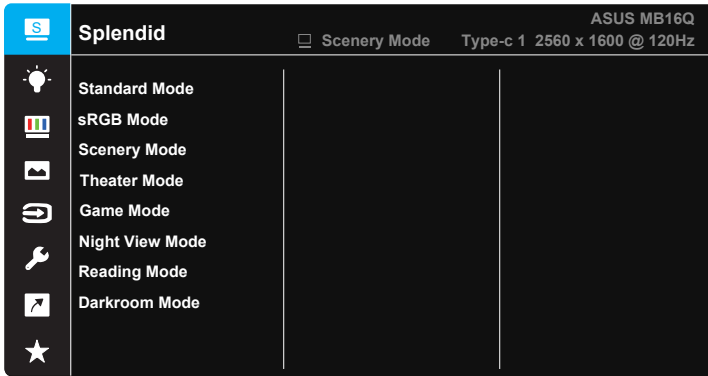 S
Splendid
ASUS MB16Q
Scenery Mode Type-c 1 2560 x 1600 @ 120Hz
Standard Mode
sRGB Mode
Scenery Mode
Theater Mode
Game Mode
Night View Mode
Reading Mode
Darkroom Mode